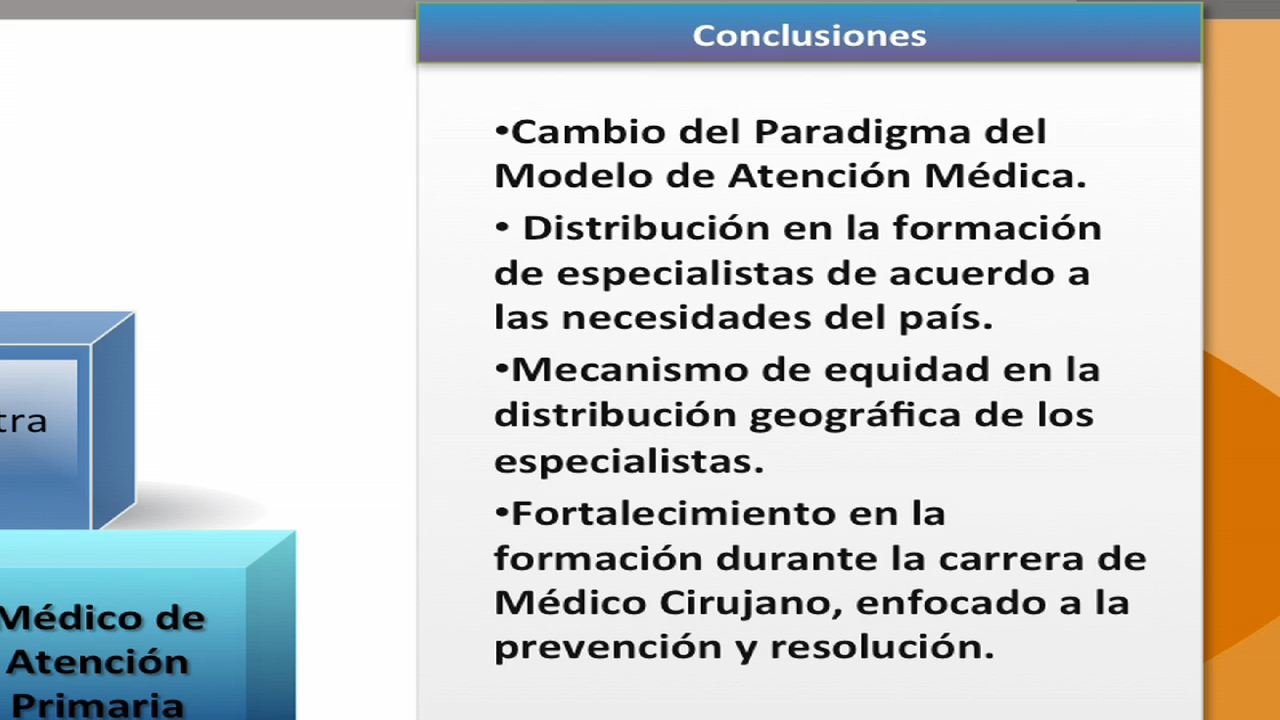 Conclusiones
•Cambio del Paradigma del
Modelo de Atención Médica.
• Distribución en la formación
de especialistas de acuerdo a
las necesidades del país.
•Mecanismo de equidad en la
distribución geográfica de los
especialistas.
•Fortalecimiento en la
formación durante la carrera de
Médico Cirujano, enfocado a la
prevención y resolución.
Médico de
Atención
Primaria